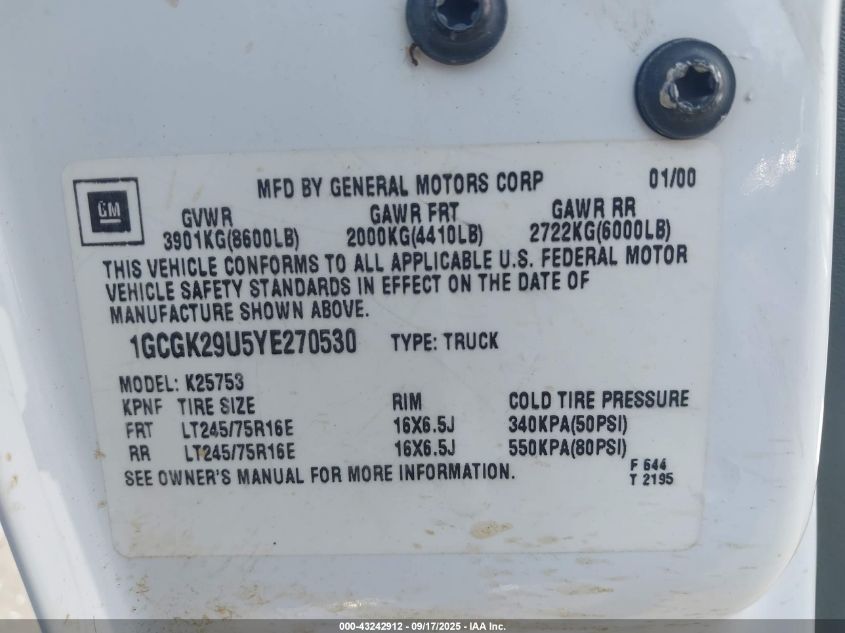 MFD BY GENERAL MOTORS CORP 01/00
GM
GVWR GAWR FRT GAWR RR
3901KG(8600LB) 2000KG(4410LB) 2722KG(6000LB)
THIS VEHICLE CONFORMS TO ALL APPLICABLE U.S. FEDERAL MOTOR
VEHICLE SAFETY STANDARDS IN EFFECT ON THE DATE OF
MANUFACTURE SHOWN ABOVE.
1GCGK29U5YE270530 TYPE: TRUCK
MODEL: K25753
KPNF TIRE SIZE RIM COLD TIRE PRESSURE
FRT LT245/75R16E 16X6.5J 340KPA(50PSI)
RR LT245/75R16E 16X6.5J 550KPA(80PSI)
SEE OWNER'S MANUAL FOR MORE INFORMATION.
F 644
T 2195
000-43242912 - 09/17/2025 - IAA Inc.